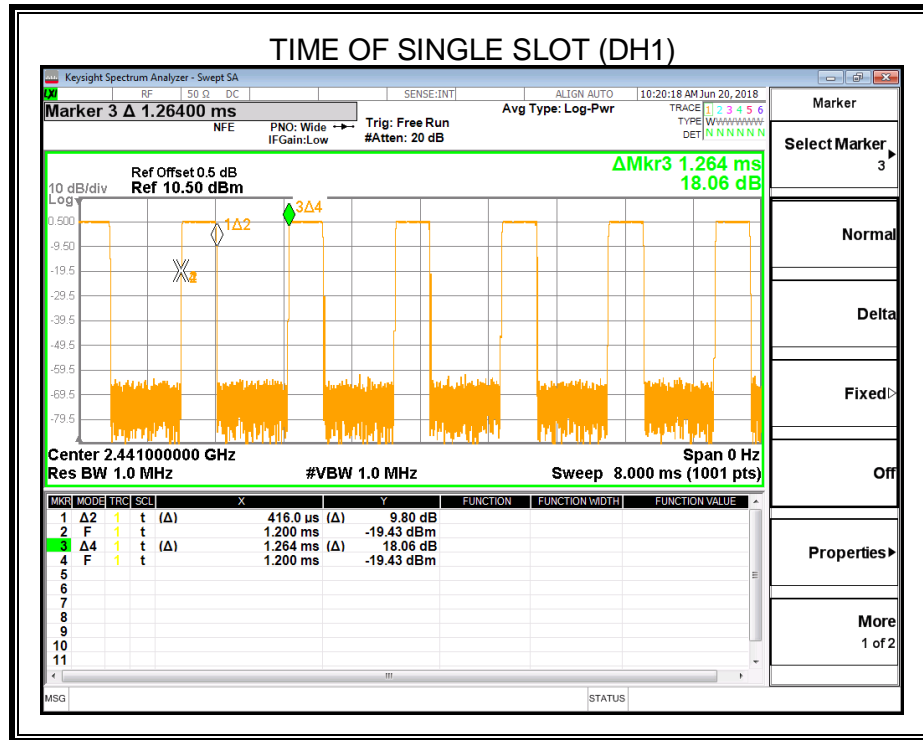 TIME OF SINGLE SLOT (DH1)
Keysight Spectrum Analyzer - Swept SA
LXI RF 50 Ω DC SENSE:INT ALIGN AUTO 10:20:18 AM Jun 20, 2018
Marker 3 Δ 1.26400 ms
NFE
PNO: Wide
IFGain:Low
Trig: Free Run
#Atten: 20 dB
Avg Type: Log-Pwr
TRACE 1 2 3 4 5 6
TYPE WWWWWW
DET N N N N N N
Marker
Select Marker
3
Normal
Delta
Fixed
Off
Properties
More
1 of 2
ΔMkr3 1.264 ms
18.06 dB
Ref Offset 0.5 dB
10 dB/div Ref 10.50 dBm
Log
0.500
-9.50
-19.5
-29.5
-39.5
-49.5
-59.5
-69.5
-79.5
1Δ2
3Δ4
Center 2.441000000 GHz Span 0 Hz
Res BW 1.0 MHz #VBW 1.0 MHz Sweep 8.000 ms (1001 pts)
MKR MODE TRC SCL X Y FUNCTION FUNCTION WIDTH FUNCTION VALUE
1 Δ2 1 t (Δ) 416.0 µs (Δ) 9.80 dB
2 F 1 t 1.200 ms -19.43 dBm
3 Δ4 1 t (Δ) 1.264 ms (Δ) 18.06 dB
4 F 1 t 1.200 ms -19.43 dBm
5
6
7
8
9
10
11
MSG STATUS